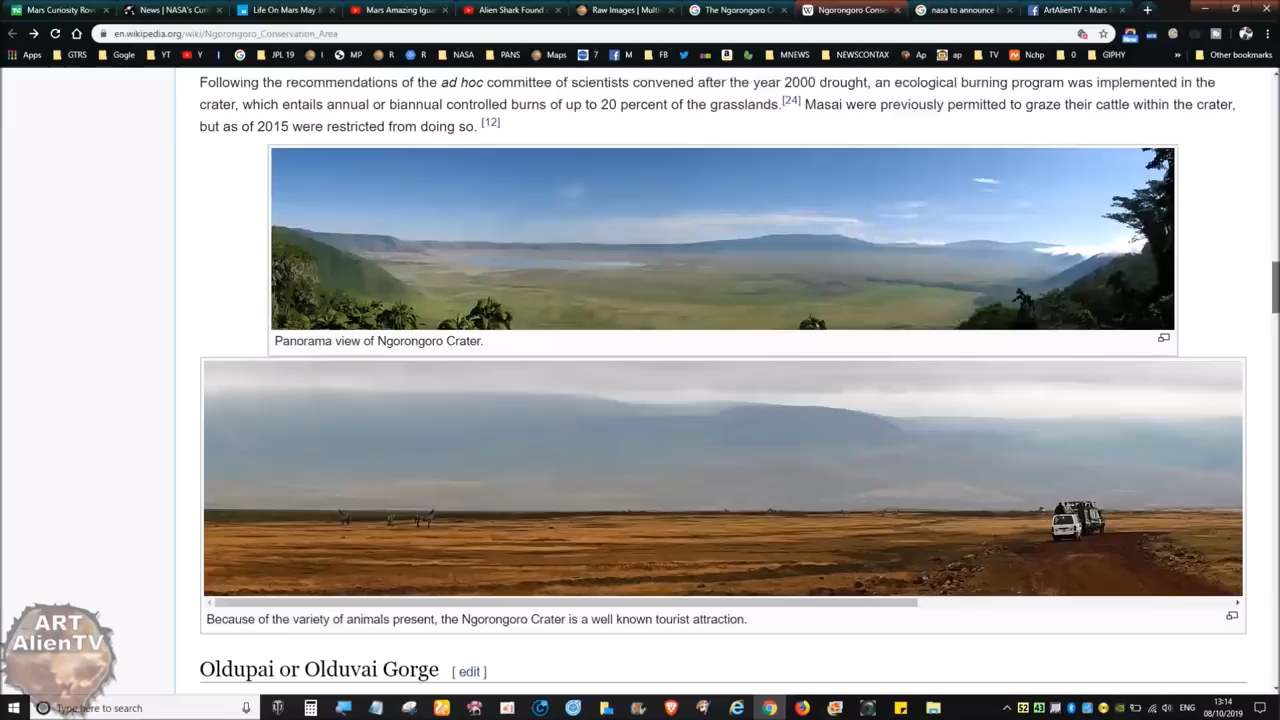 Mars Curiosity Rov
News | NASA's Cur
Life On Mars May B
Mars Amazing Igua
Alien Shark Found
Raw Images | Multi
The Ngorongoro C
Ngorongoro Conse
nasa to announce
ArtAlienTV - Mars
en.wikipedia.org/wiki/Ngorongoro_Conservation_Area
Apps GTRS Gogle YT Y JPL 19 I MP R R NASA PANS Maps 7 M FB MNEWS NEWSCONTAX Ap ap TV Nchp 0 GIPHY » Other bookmarks
Following the recommendations of the ad hoc committee of scientists convened after the year 2000 drought, an ecological burning program was implemented in the
crater, which entails annual or biannual controlled burns of up to 20 percent of the grasslands.[24] Masai were previously permitted to graze their cattle within the crater,
but as of 2015 were restricted from doing so. [12]
Panorama view of Ngorongoro Crater.
Because of the variety of animals present, the Ngorongoro Crater is a well known tourist attraction.
Oldupai or Olduvai Gorge [ edit ]
ART
AlienTV
Type here to search
52 43 ENG
13:14
08/10/2019